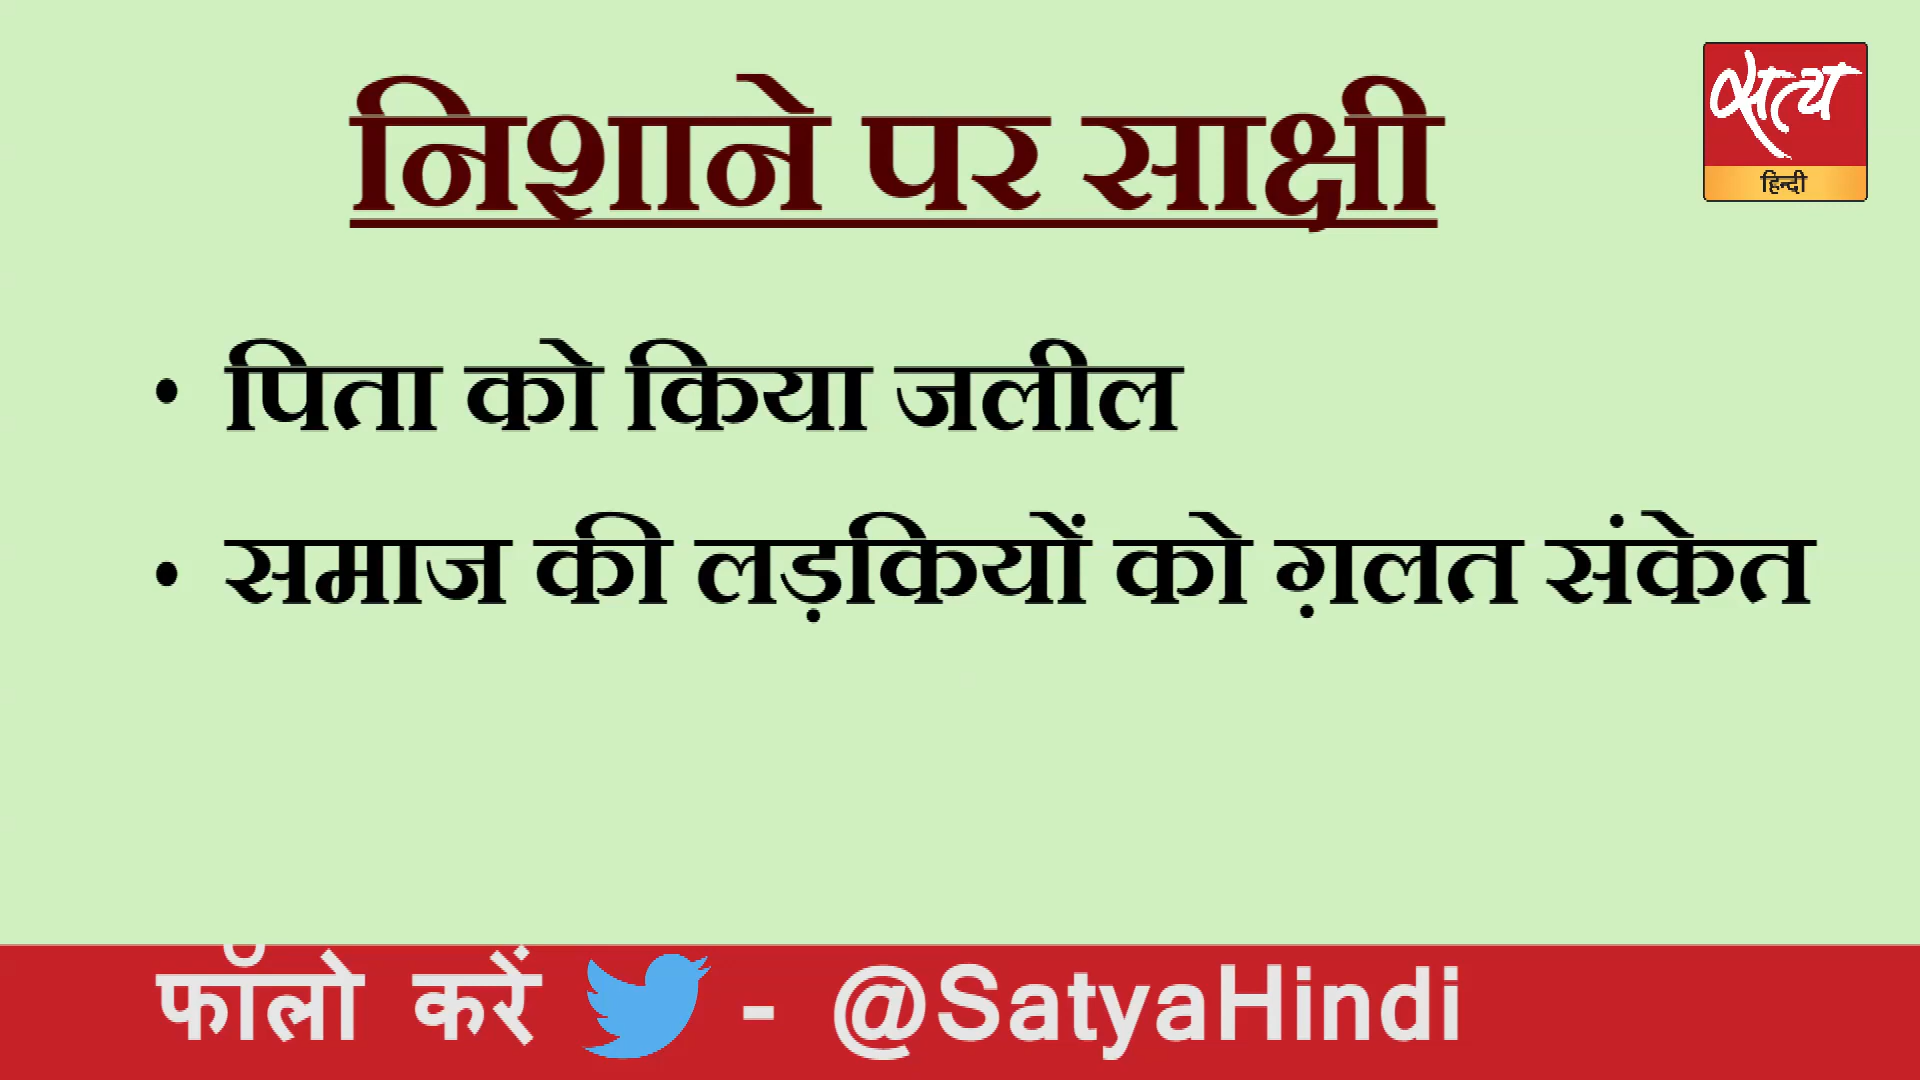 निशाने पर साक्षी
सत्य
हिन्दी
• पिता को किया जलील
• समाज की लड़कियों को ग़लत संकेत
फॉलो करें - @SatyaHindi